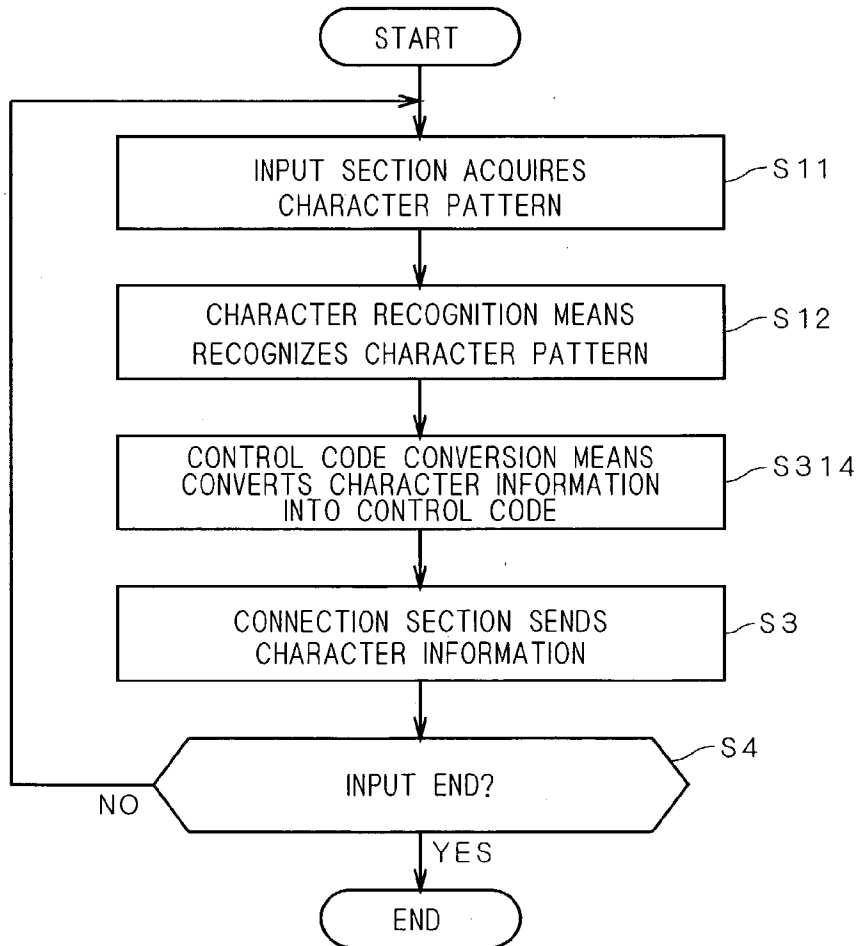 START
INPUT SECTION ACQUIRES
CHARACTER PATTERN
S11
CHARACTER RECOGNITION MEANS
RECOGNIZES CHARACTER PATTERN
S12
CONTROL CODE CONVERSION MEANS
CONVERTS CHARACTER INFORMATION
INTO CONTROL CODE
S314
CONNECTION SECTION SENDS
CHARACTER INFORMATION
S3
INPUT END?
S4
NO
YES
END